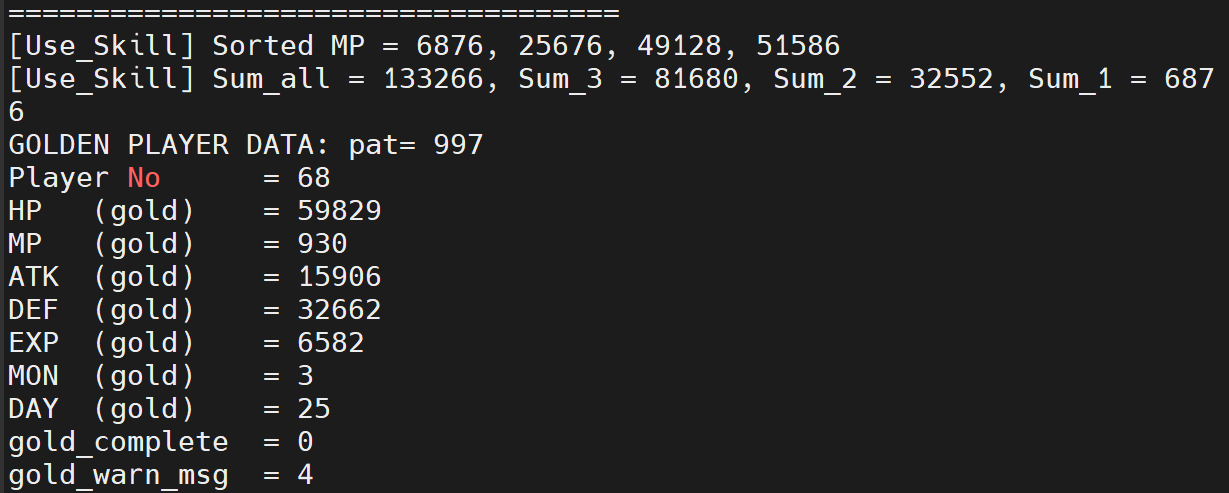 ====================================
[Use_Skill] Sorted MP = 6876, 25676, 49128, 51586
[Use_Skill] Sum_all = 133266, Sum_3 = 81680, Sum_2 = 32552, Sum_1 = 687
6
GOLDEN PLAYER DATA: pat= 997
Player No      = 68
HP   (gold)    = 59829
MP   (gold)    = 930
ATK  (gold)    = 15906
DEF  (gold)    = 32662
EXP  (gold)    = 6582
MON  (gold)    = 3
DAY  (gold)    = 25
gold_complete  = 0
gold_warn_msg  = 4